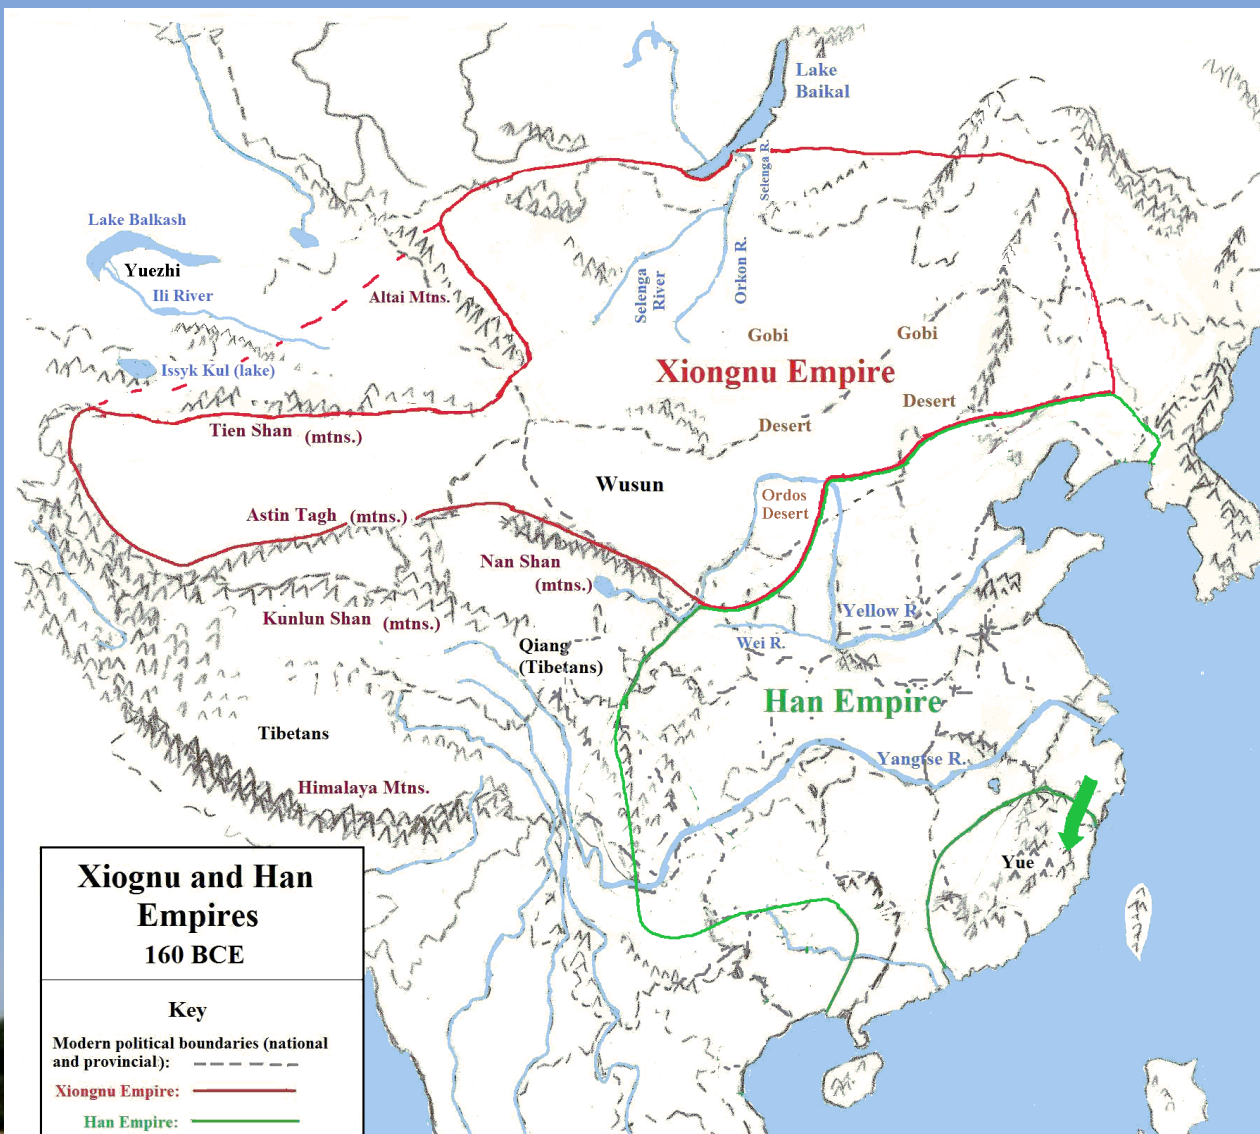 Lake
Baikal
Selenga R.
Lake Balkash
Yuezhi
Ili River
Altai Mtns.
Selenga
River
Orkon R.
Gobi
Gobi
Issyk Kul (lake)
Xiongnu Empire
Desert
Desert
Tien Shan (mtns.)
Wusun
Ordos
Desert
Astin Tagh (mtns.)
Nan Shan
(mtns.)
Kunlun Shan (mtns.)
Yellow R.
Wei R.
Qiang
(Tibetans)
Han Empire
Tibetans
Yangtse R.
Himalaya Mtns.
Yue
Xiognu and Han
Empires
160 BCE
Key
Modern political boundaries (national
and provincial):
Xiongnu Empire:
Han Empire: